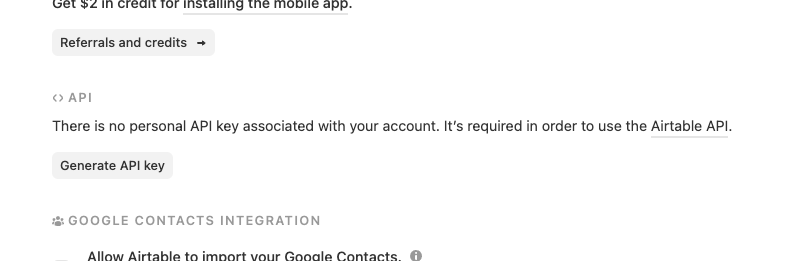 Get $2 in credit for installing the mobile app.
Referrals and credits →
<> API
There is no personal API key associated with your account. It's required in order to use the Airtable API.
Generate API key
GOOGLE CONTACTS INTEGRATION
Allow Airtable to import your Google Contacts.